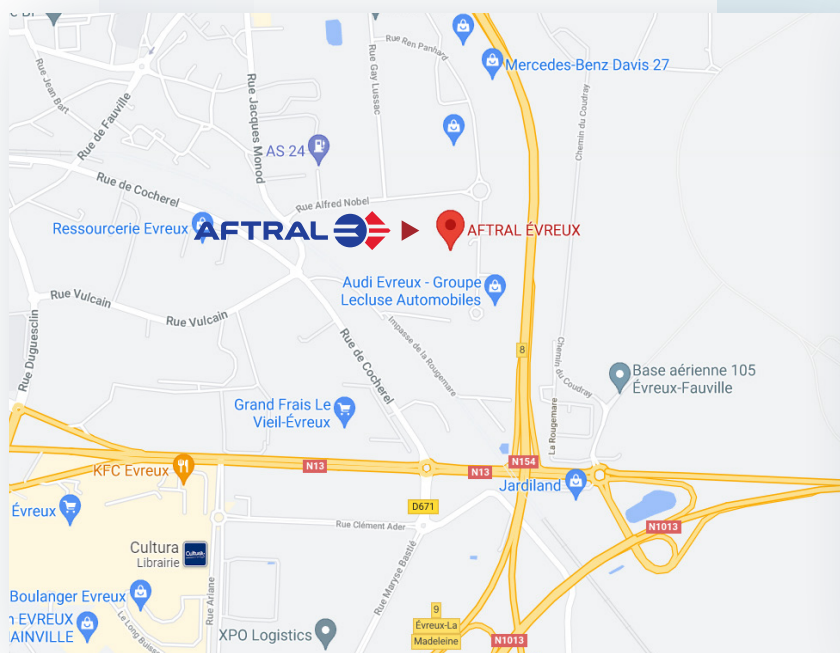 Rue Ren Panhard
Mercedes-Benz Davis 27
Rue Jean Bart
Rue de Fauville
Rue Jacques Monod
Rue Gay Lussac
Chemin du Coudray
AS 24
Rue de Cocherel
Rue Alfred Nobel
Ressourcerie Evreux
AFTRAL
AFTRAL ÉVREUX
Audi Evreux - Groupe
Lecluse Automobiles
Rue Vulcain
Rue Vulcain
Rue Duguesclin
Rue de Cocherel
Impasse de la Rougemare
8
Chemin du Coudray
Base aérienne 105
Évreux-Fauville
Grand Frais Le
Vieil-Évreux
La Rougemare
KFC Evreux
N13
N13
N154
Jardiland
Évreux
D671
Rue Clément Ader
N1013
Cultura
Librairie
Cultura
Rue Maryse Bastié
Rue Ariane
Boulanger Evreux
Le Long Buisson
EVREUX
AINVILLE
XPO Logistics
9
Évreux-La
Madeleine
N1013